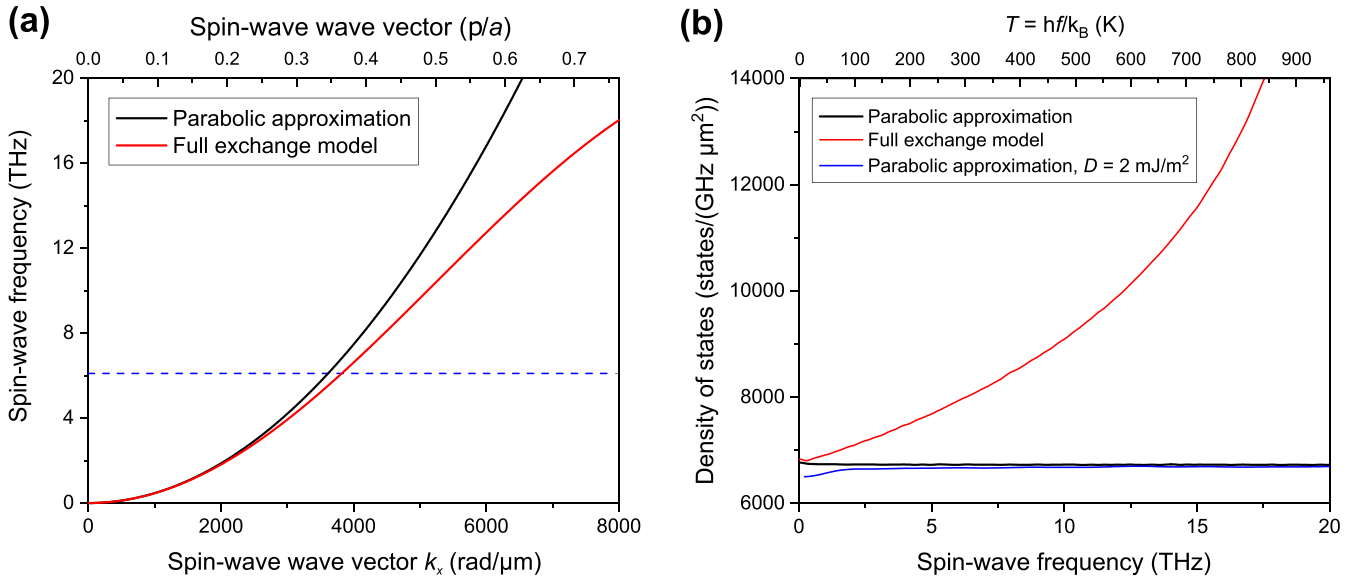 (a)
Spin-wave wave vector (p/a)
0.0 0.1 0.2 0.3 0.4 0.5 0.6 0.7
20
16
12
8
4
0
Spin-wave frequency (THz)
Parabolic approximation
Full exchange model
0 2000 4000 6000 8000
Spin-wave wave vector kₓ (rad/μm)
(b)
T = hf/k_B (K)
0 100 200 300 400 500 600 700 800 900
14000
12000
10000
8000
6000
Density of states (states/(GHz μm²))
Parabolic approximation
Full exchange model
Parabolic approximation, D = 2 mJ/m²
0 5 10 15 20
Spin-wave frequency (THz)